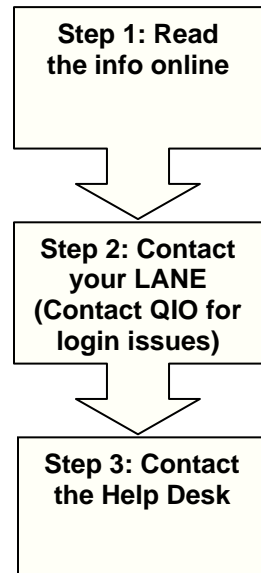 Step 1: Read
the info online
Step 2: Contact
your LANE
(Contact QIO for
login issues)
Step 3: Contact
the Help Desk